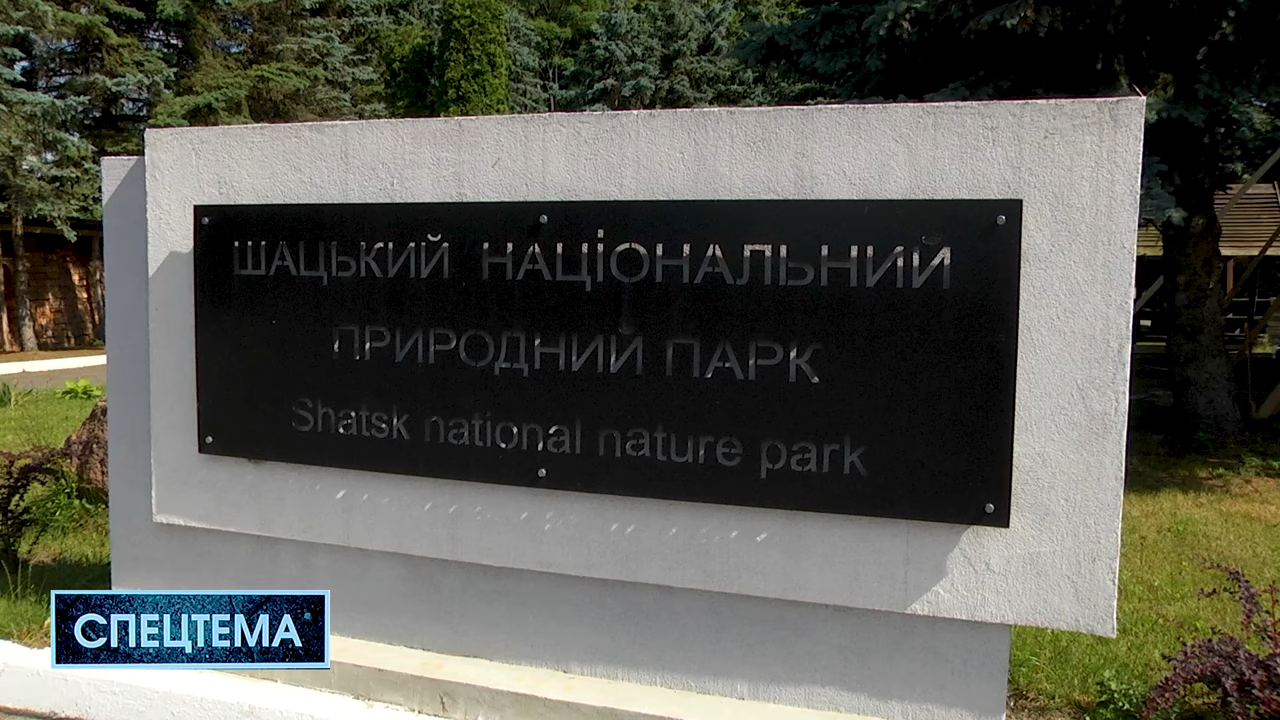 ШАЦЬКИЙ НАЦІОНАЛЬНИЙ
ПРИРОДНИЙ ПАРК
Shatsk national nature park
СПЕЦТЕМА